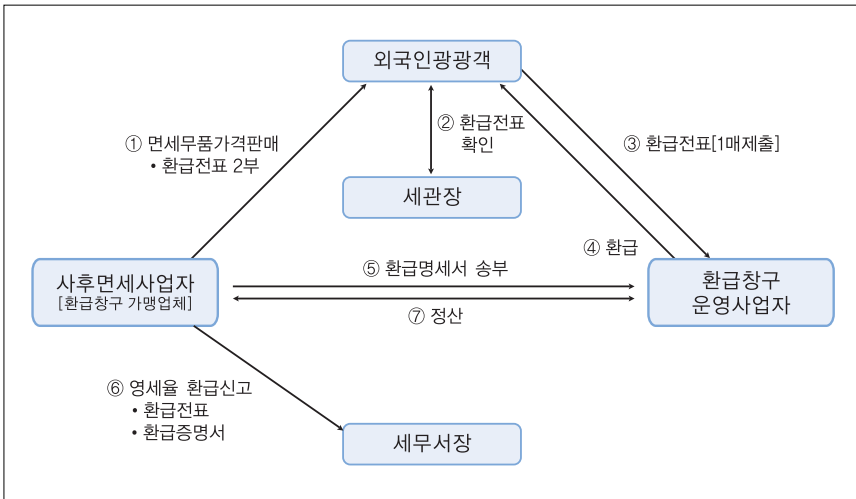 외국인광광객
① 면세무품가격판매
• 환급전표 2부
② 환급전표
확인
③ 환급전표[1매제출]
세관장
④ 환급
사후면세사업자
[환급창구 가맹업체]
⑤ 환급명세서 송부
⑦ 정산
환급창구
운영사업자
⑥ 영세율 환급신고
• 환급전표
• 환급증명서
세무서장